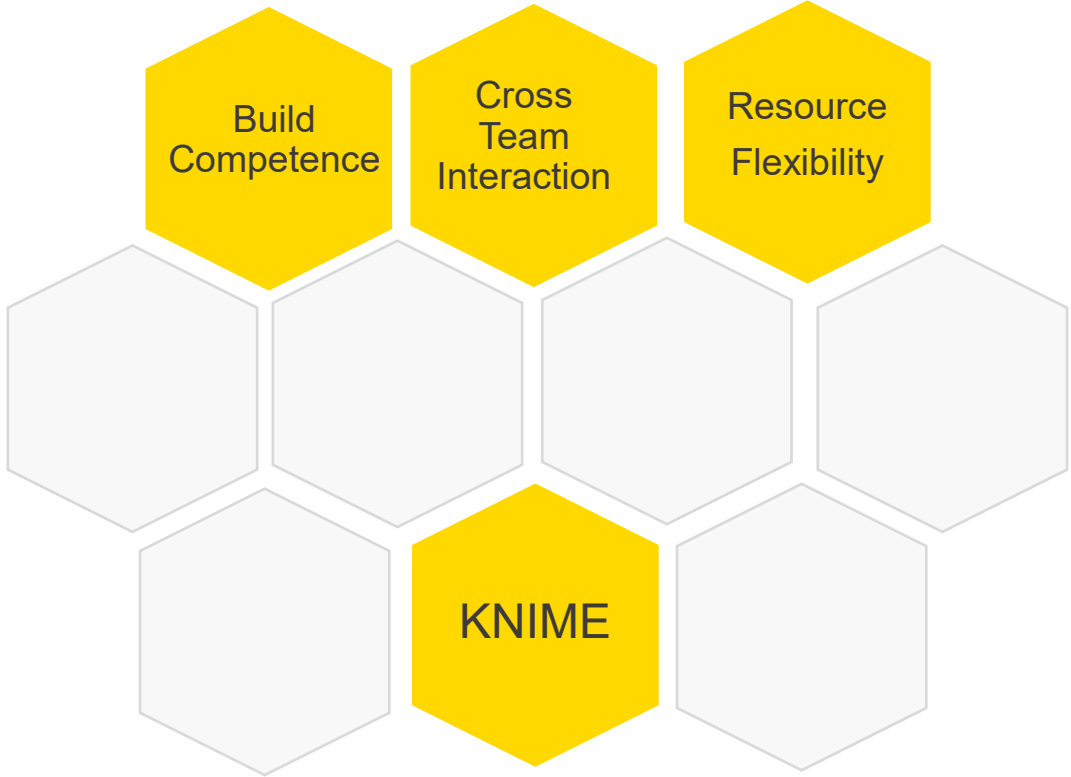 Build
Competence
Cross
Team
Interaction
Resource
Flexibility
KNIME